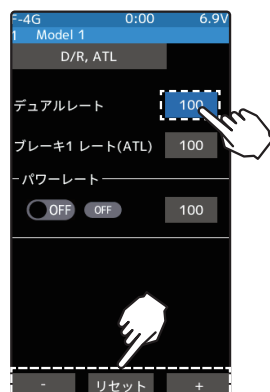 F-4G 0:00 6.9V
1 Model 1
D/R, ATL
デュアルレート 100
ブレーキ1 レート(ATL) 100
パワーレート
OFF OFF 100
- リセット +